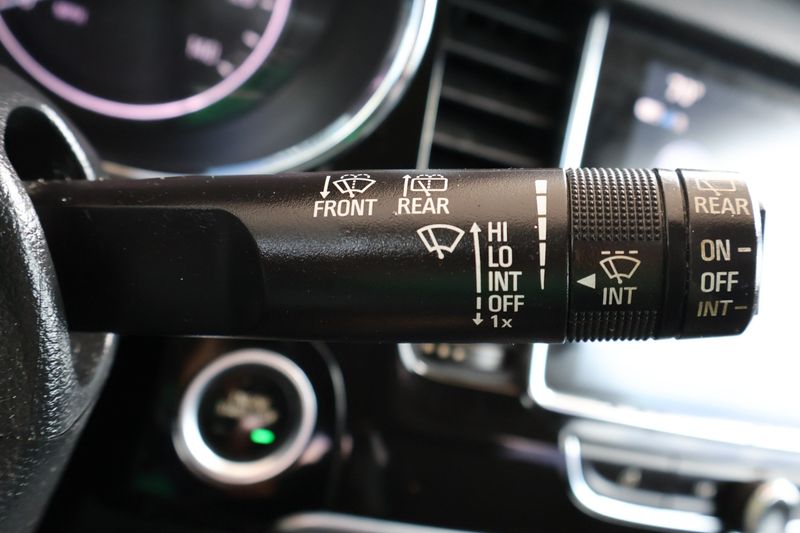 FRONT
REAR
HI
LO
INT
OFF
1x
INT
REAR
ON
OFF
INT